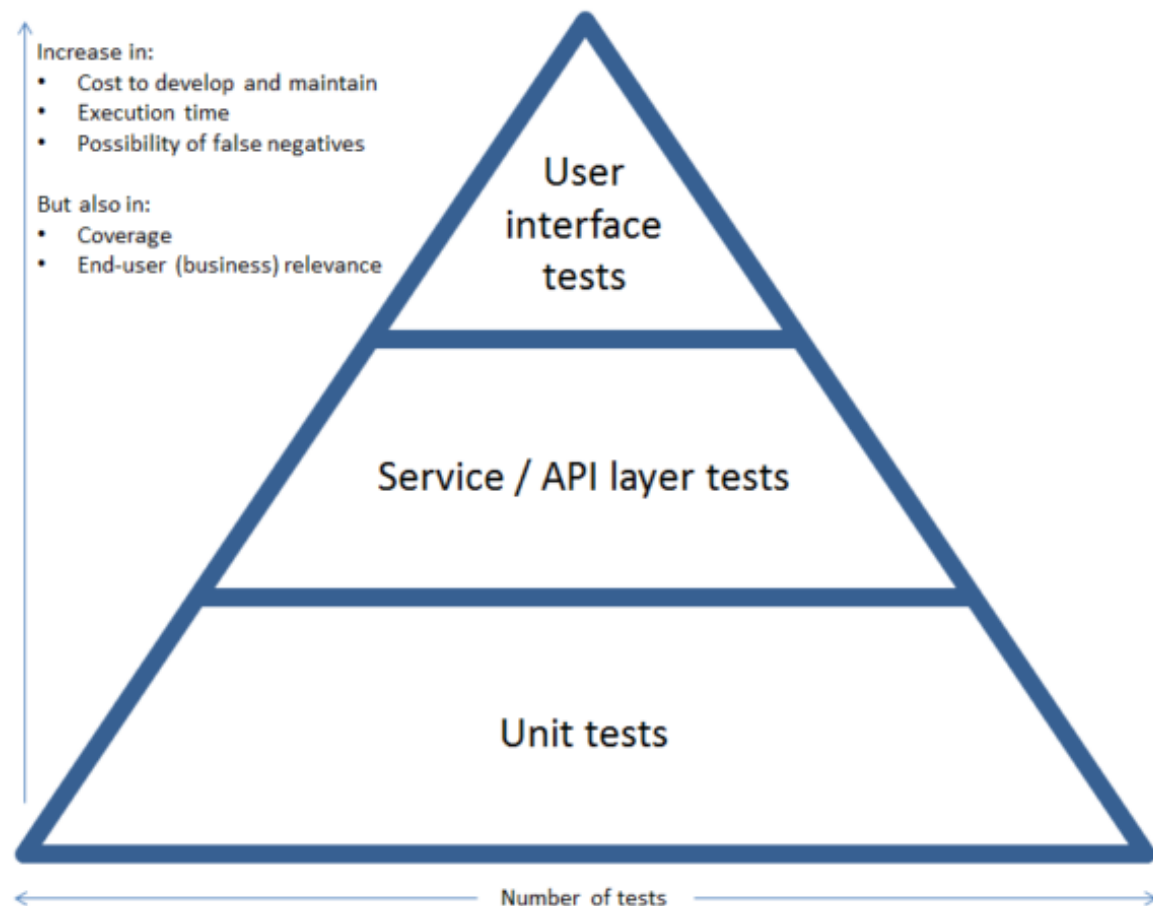 Increase in:
• Cost to develop and maintain
• Execution time
• Possibility of false negatives
But also in:
• Coverage
• End-user (business) relevance
User
interface
tests
Service / API layer tests
Unit tests
Number of tests